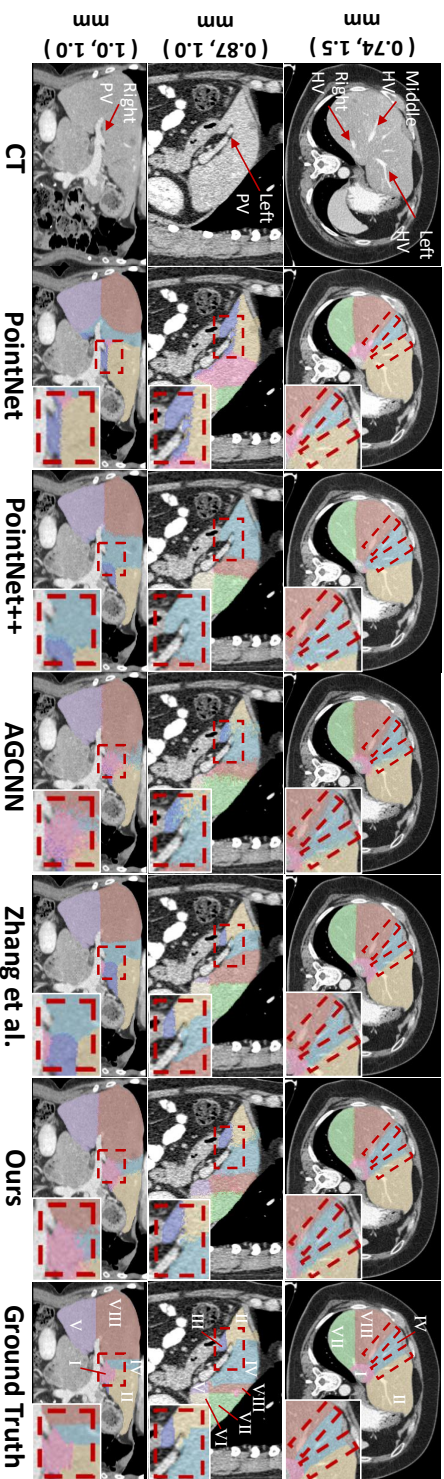 ( 0.74, 1.5 )
mm
Middle
HV
Left
HV
Right
HV
IV
VIII
I
II
VII
( 0.87, 1.0 )
mm
Left
PV
II
IV
VIII
VII
III
V
VI
( 1.0, 1.0 )
mm
Right
PV
VIII
IV
II
I
V
CT
PointNet
PointNet++
AGCNN
Zhang et al.
Ours
Ground Truth